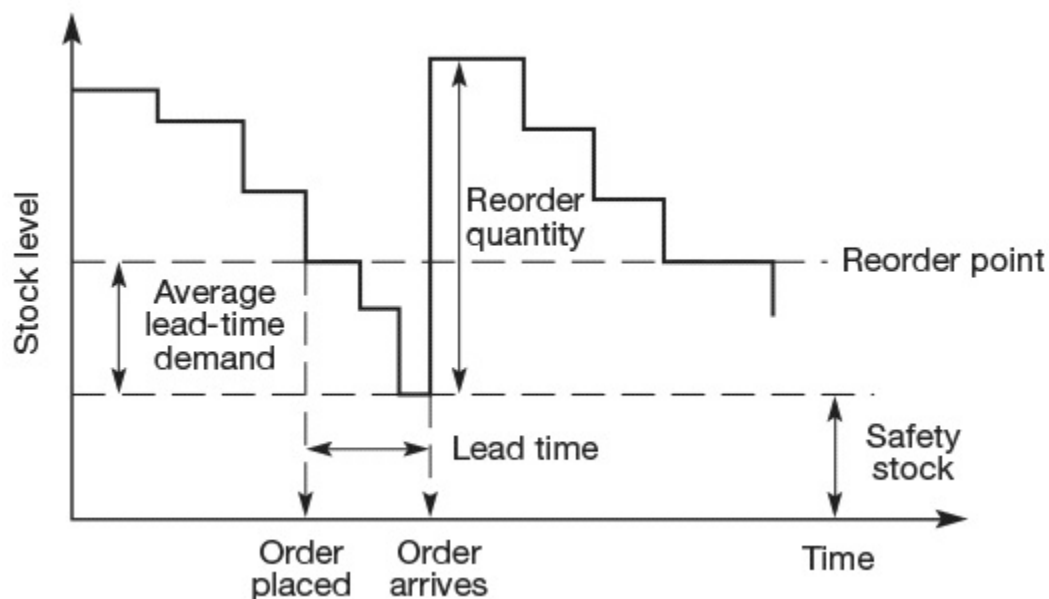 Stock level
Reorder
quantity
Reorder point
Average
lead-time
demand
Lead time
Safety
stock
Order
placed
Order
arrives
Time